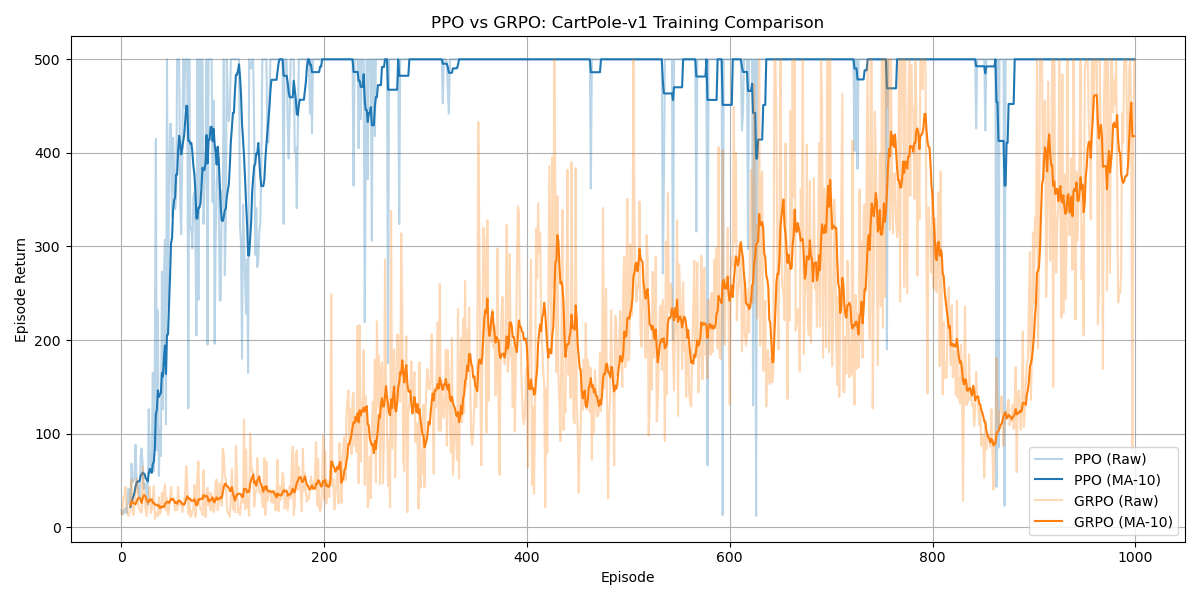 PPO vs GRPO: CartPole-v1 Training Comparison
500
400
300
200
100
0
Episode Return
0 200 400 600 800 1000
Episode
PPO (Raw)
PPO (MA-10)
GRPO (Raw)
GRPO (MA-10)